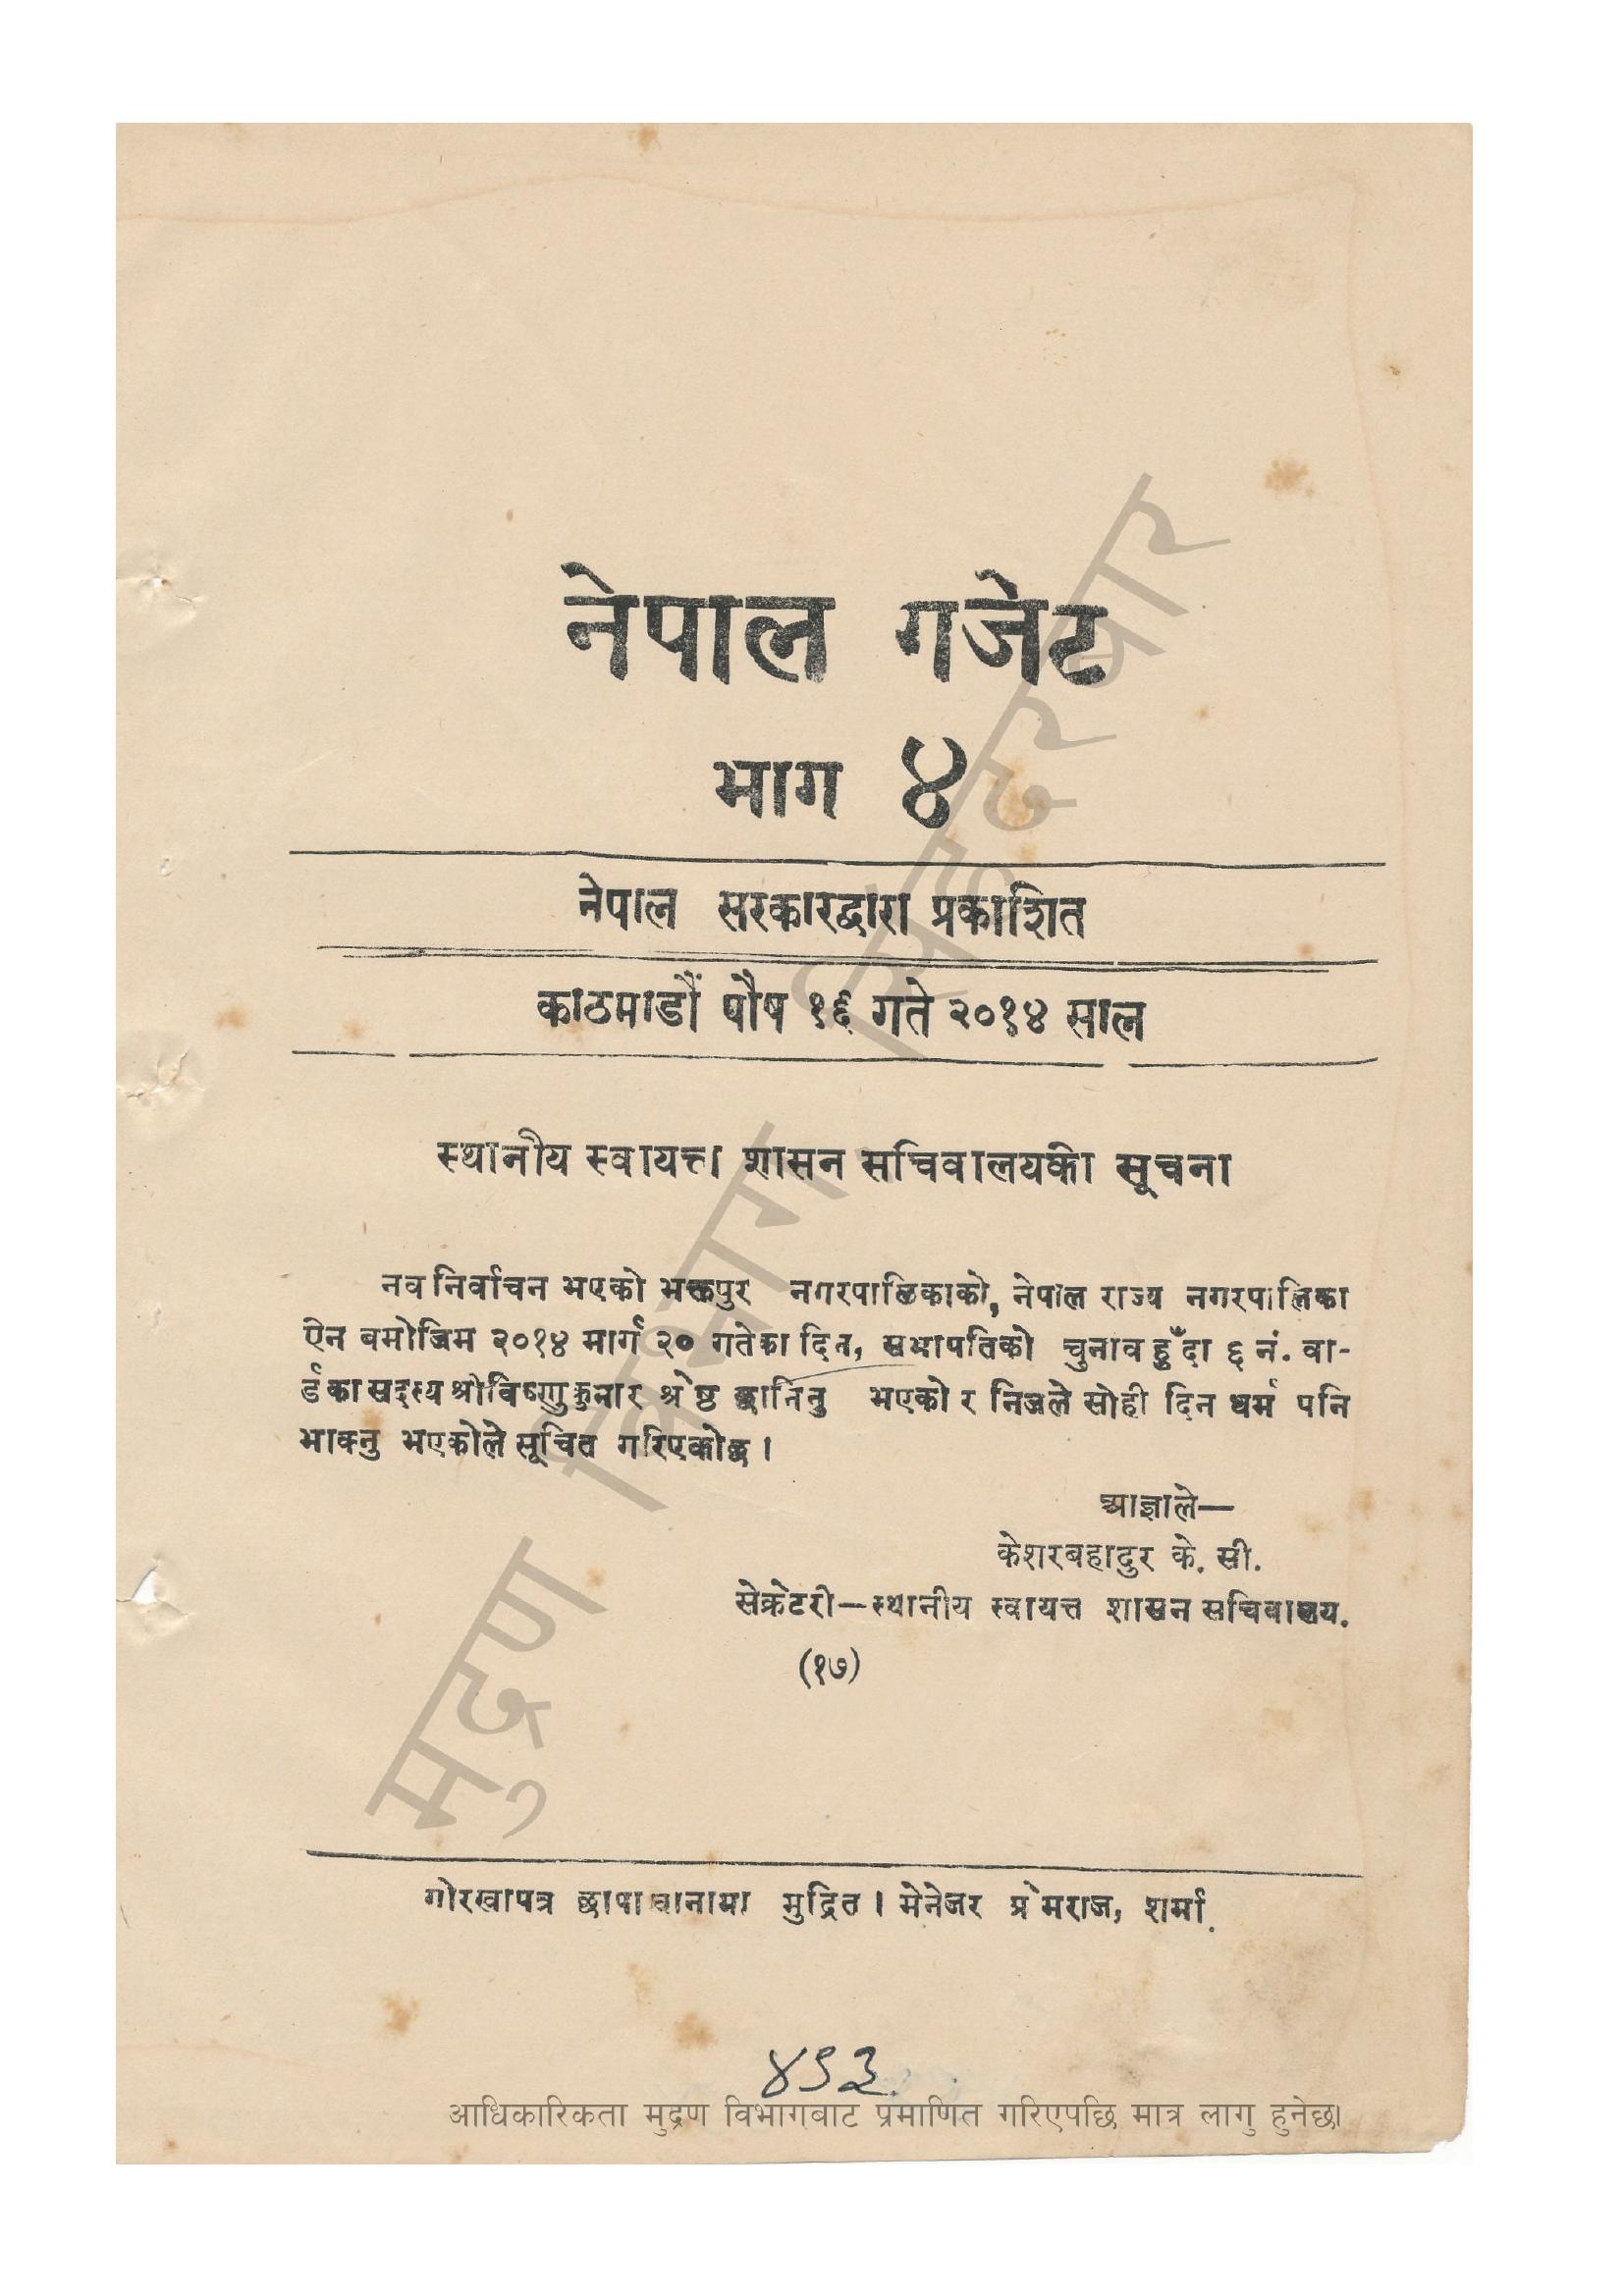 नेपाल गजेट
भाग ४
नेपाल सरकारद्वारा प्रकाशित
काठमाडौं पौष १६ गते २०१४ साल
स्थानीय स्वायत्त शासन सचिवालयको सूचना
नव निर्वाचन भएको भक्तपुर नगरपालिकाको, नेपाल राज्य नगरपालिका
ऐन बमोजिम २०१४ मार्ग २० गतेका दिन, सभापतिको चुनाव हुँदा ६ नं. वा-
र्डका सदस्य श्रीविष्णुकुमार श्रेष्ठ छानिनु भएको र निजले सोही दिन धर्म पनि
भाक्नु भएकोले सूचित गरिएकोछ।
आज्ञाले—
केशरबहादुर के. सी.
सेक्रेटरी—स्थानीय स्वायत्त शासन सचिवालय.
(१७)
गोरखापत्र छापाखानामा मुद्रित। मेनेजर प्रेमराज, शर्मा.
४९२
आधिकारिकता मुद्रण विभागबाट प्रमाणित गरिएपछि मात्र लागु हुनेछ।
मुद्रण विभाग, सिंहदरबार